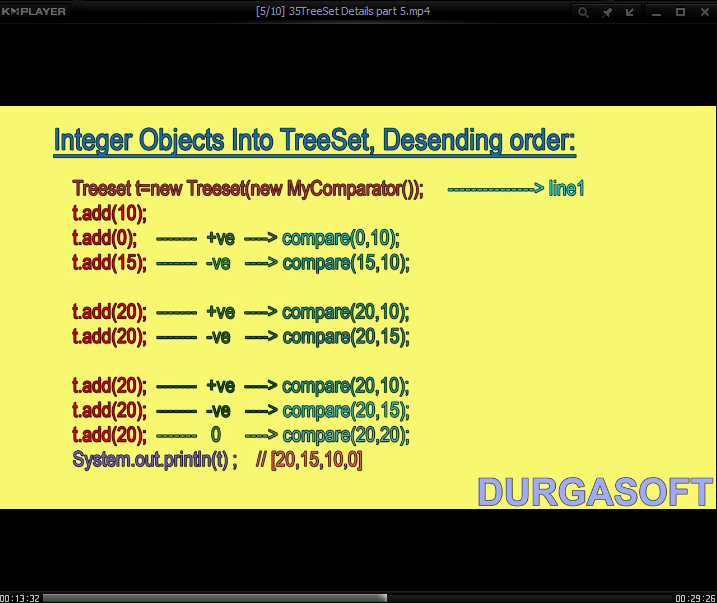 KMPLAYER
[5/10] 35TreeSet Details part 5.mp4
Integer Objects Into TreeSet, Desending order:
Treeset t=new Treeset(new MyComparator()); ---------------> line1
t.add(10);
t.add(0); ------- +ve -----> compare(0,10);
t.add(15); ------- -ve -----> compare(15,10);
t.add(20); ------- +ve -----> compare(20,10);
t.add(20); ------- -ve -----> compare(20,15);
t.add(20); ------- +ve -----> compare(20,10);
t.add(20); ------- -ve -----> compare(20,15);
t.add(20); ------- 0 -----> compare(20,20);
System.out.println(t) ; // [20,15,10,0]
DURGASOFT
00:13:32
00:29:26